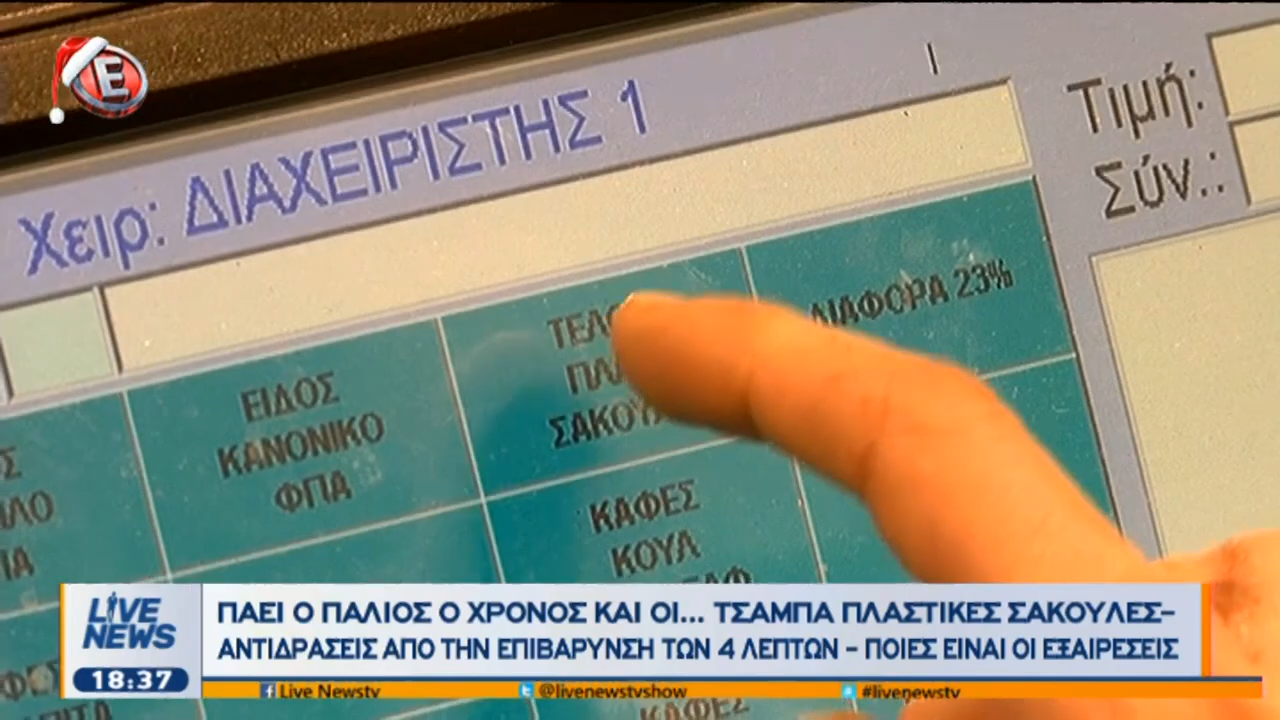 E
Χειρ: ΔΙΑΧΕΙΡΙΣΤΗΣ 1
Τιμή:
Σύν.:
ΔΙΑΦΟΡΑ 23%
ΕΙΔΟΣ
ΚΑΝΟΝΙΚΟ
ΦΠΑ
ΚΑΦΕΣ
ΚΟΥΛ
LIVE
NEWS
18:37
ΠΑΕΙ Ο ΠΑΛΙΟΣ Ο ΧΡΟΝΟΣ ΚΑΙ ΟΙ... ΤΣΑΜΠΑ ΠΛΑΣΤΙΚΕΣ ΣΑΚΟΥΛΕΣ-
ΑΝΤΙΔΡΑΣΕΙΣ ΑΠΟ ΤΗΝ ΕΠΙΒΑΡΥΝΣΗ ΤΩΝ 4 ΛΕΠΤΩΝ - ΠΟΙΕΣ ΕΙΝΑΙ ΟΙ ΕΞΑΙΡΕΣΕΙΣ
Live Newstv
@livenewstvshow
#livenewstv
ΚΑΦΕΣ